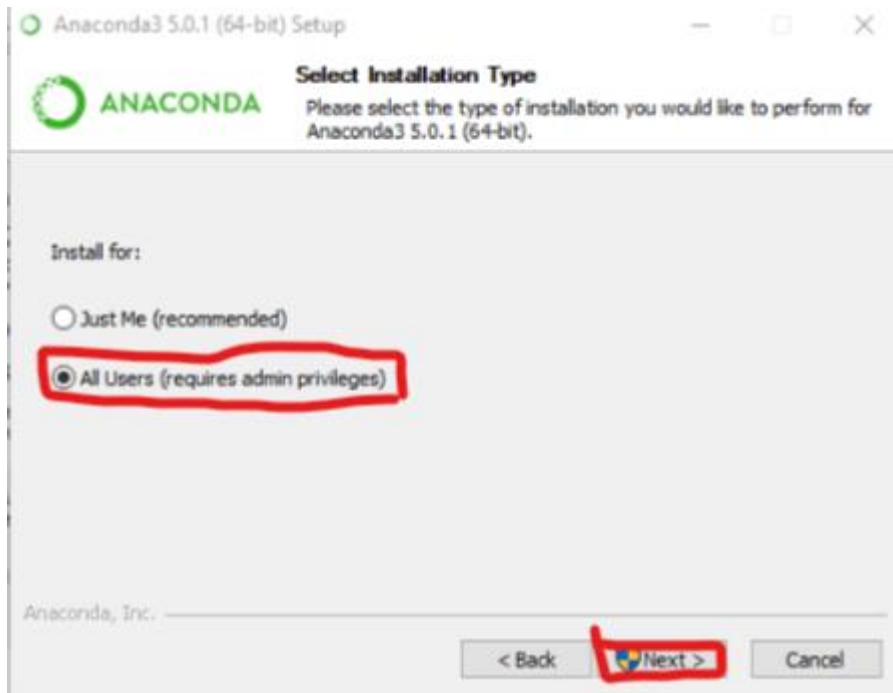 Anaconda3 5.0.1 (64-bit) Setup
ANACONDA
Select Installation Type
Please select the type of installation you would like to perform for
Anaconda3 5.0.1 (64-bit).
Install for:
Just Me (recommended)
All Users (requires admin privileges)
Anaconda, Inc.
< Back Next > Cancel